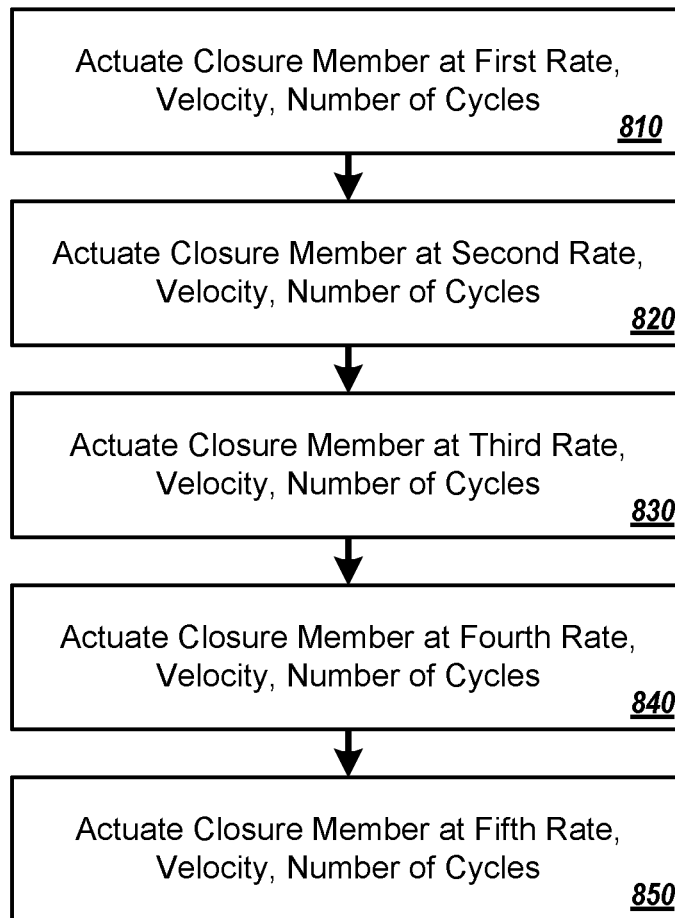 Actuate Closure Member at First Rate,
Velocity, Number of Cycles
810
Actuate Closure Member at Second Rate,
Velocity, Number of Cycles
820
Actuate Closure Member at Third Rate,
Velocity, Number of Cycles
830
Actuate Closure Member at Fourth Rate,
Velocity, Number of Cycles
840
Actuate Closure Member at Fifth Rate,
Velocity, Number of Cycles
850